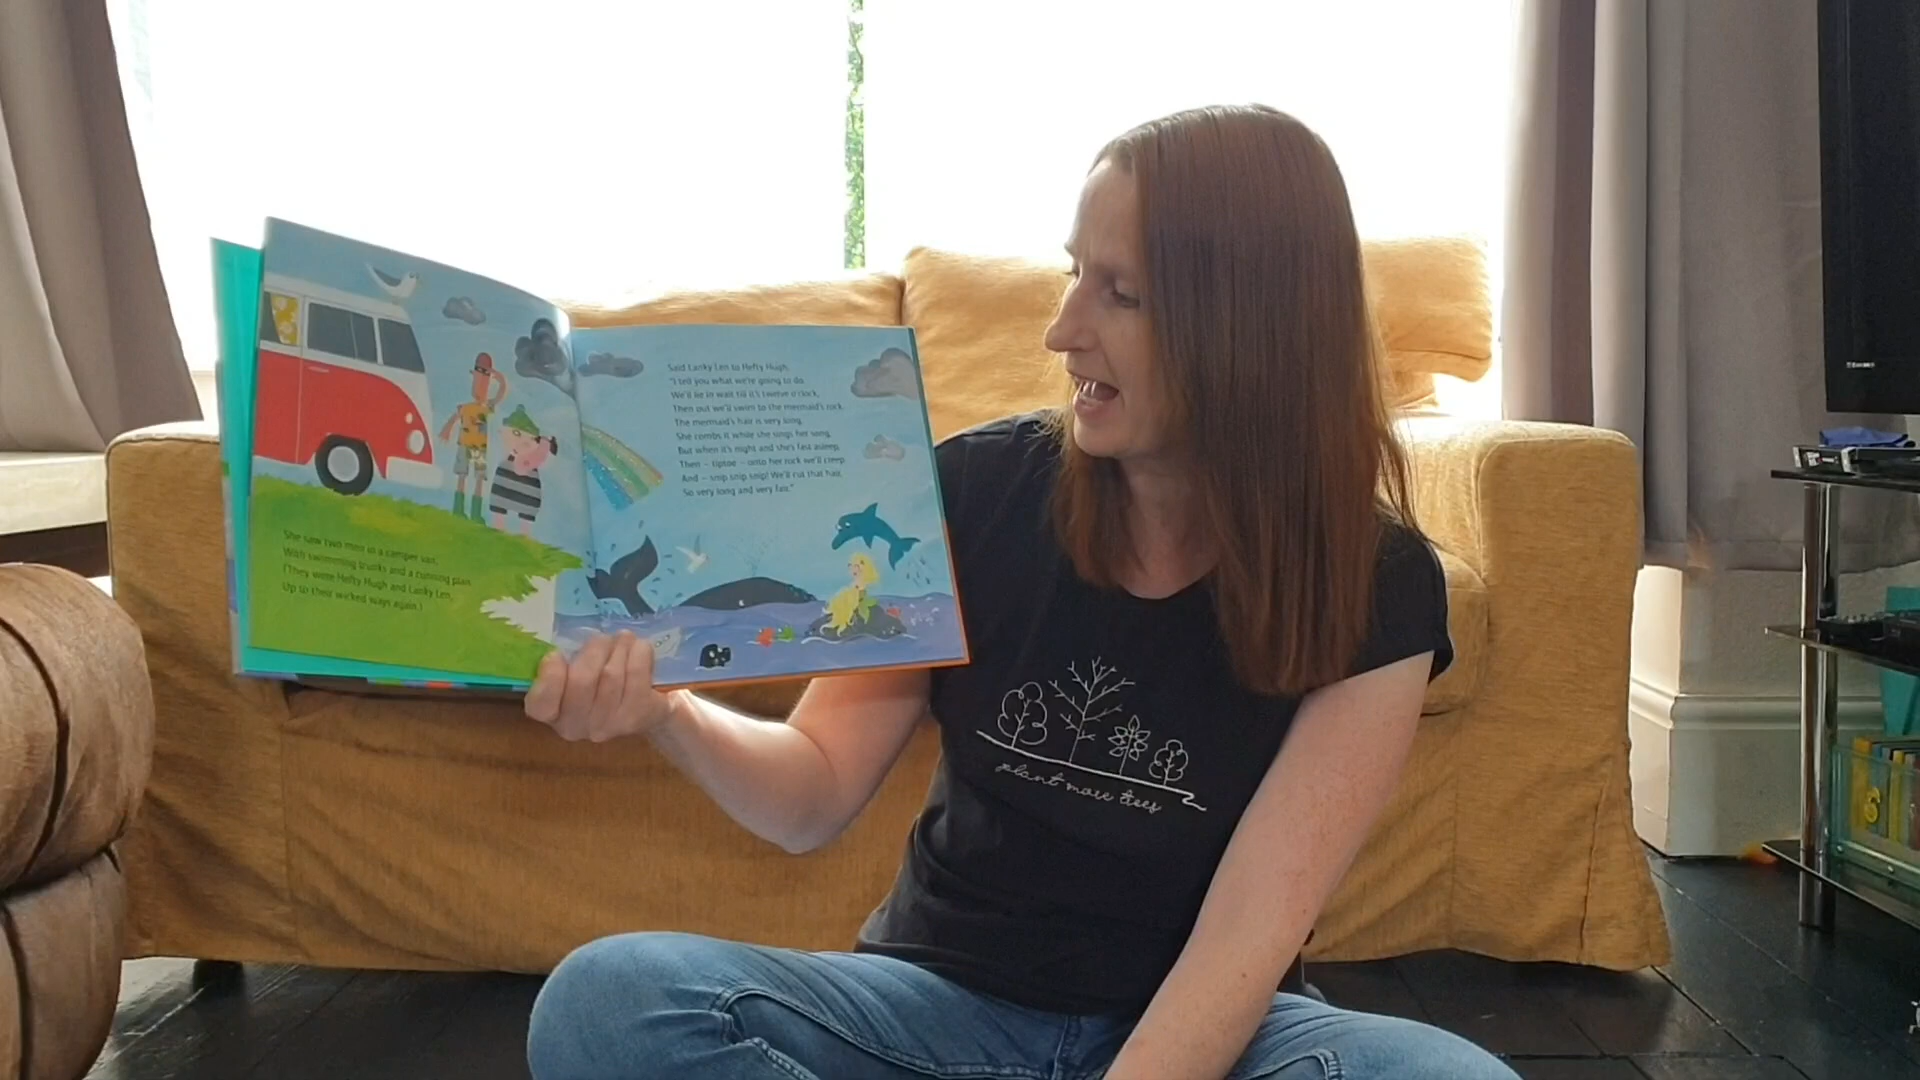 She saw two men in a camper van,
With swimming trunks and a cunning plan.
(They were Hefty Hugh and Lanky Len,
Up to their wicked ways again.)
Said Lanky Len to Hefty Hugh,
"I tell you what we're going to do.
We'll lie in wait till it's twelve o'clock,
Then out we'll swim to the mermaid's rock.
The mermaid's hair is very long.
She combs it while she sings her song,
But when it's night and she's fast asleep,
Then – tiptoe – onto her rock we'll creep.
And – snip snip snip! We'll cut that hair,
So very long and very fair."
plant more trees